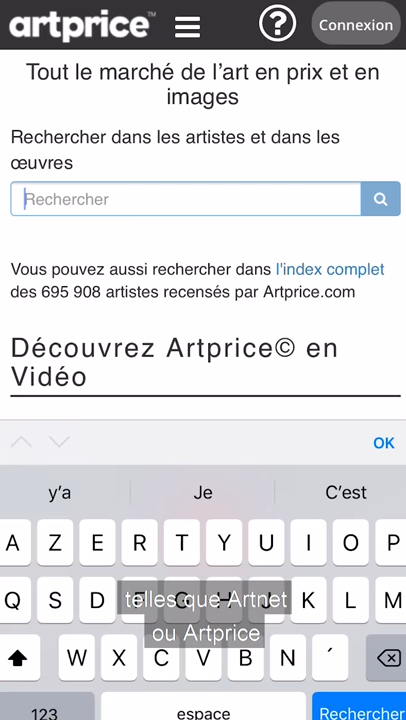 artprice™
?
Connexion
Tout le marché de l'art en prix et en
images
Rechercher dans les artistes et dans les
œuvres
Rechercher
Vous pouvez aussi rechercher dans l'index complet
des 695 908 artistes recensés par Artprice.com
Découvrez Artprice© en
Vidéo
OK
y'a Je C'est
A Z E R T Y U I O P
Q S D F G H J K L M
telles que Artnet
ou Artprice
W X C V B N ´
123 espace Rechercher